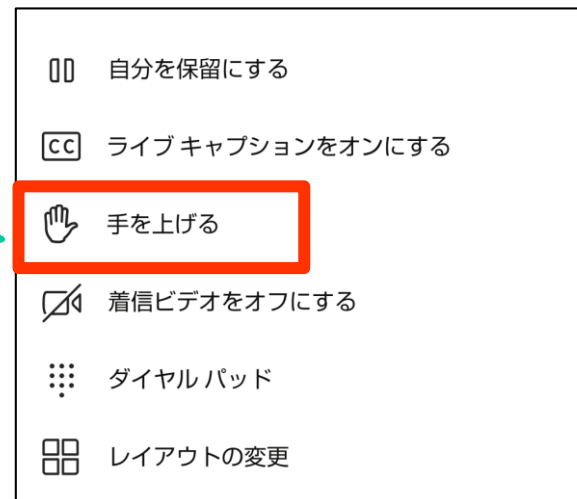 自分を保留にする
CC ライブ キャプションをオンにする
手を上げる
着信ビデオをオフにする
ダイヤル パッド
レイアウトの変更